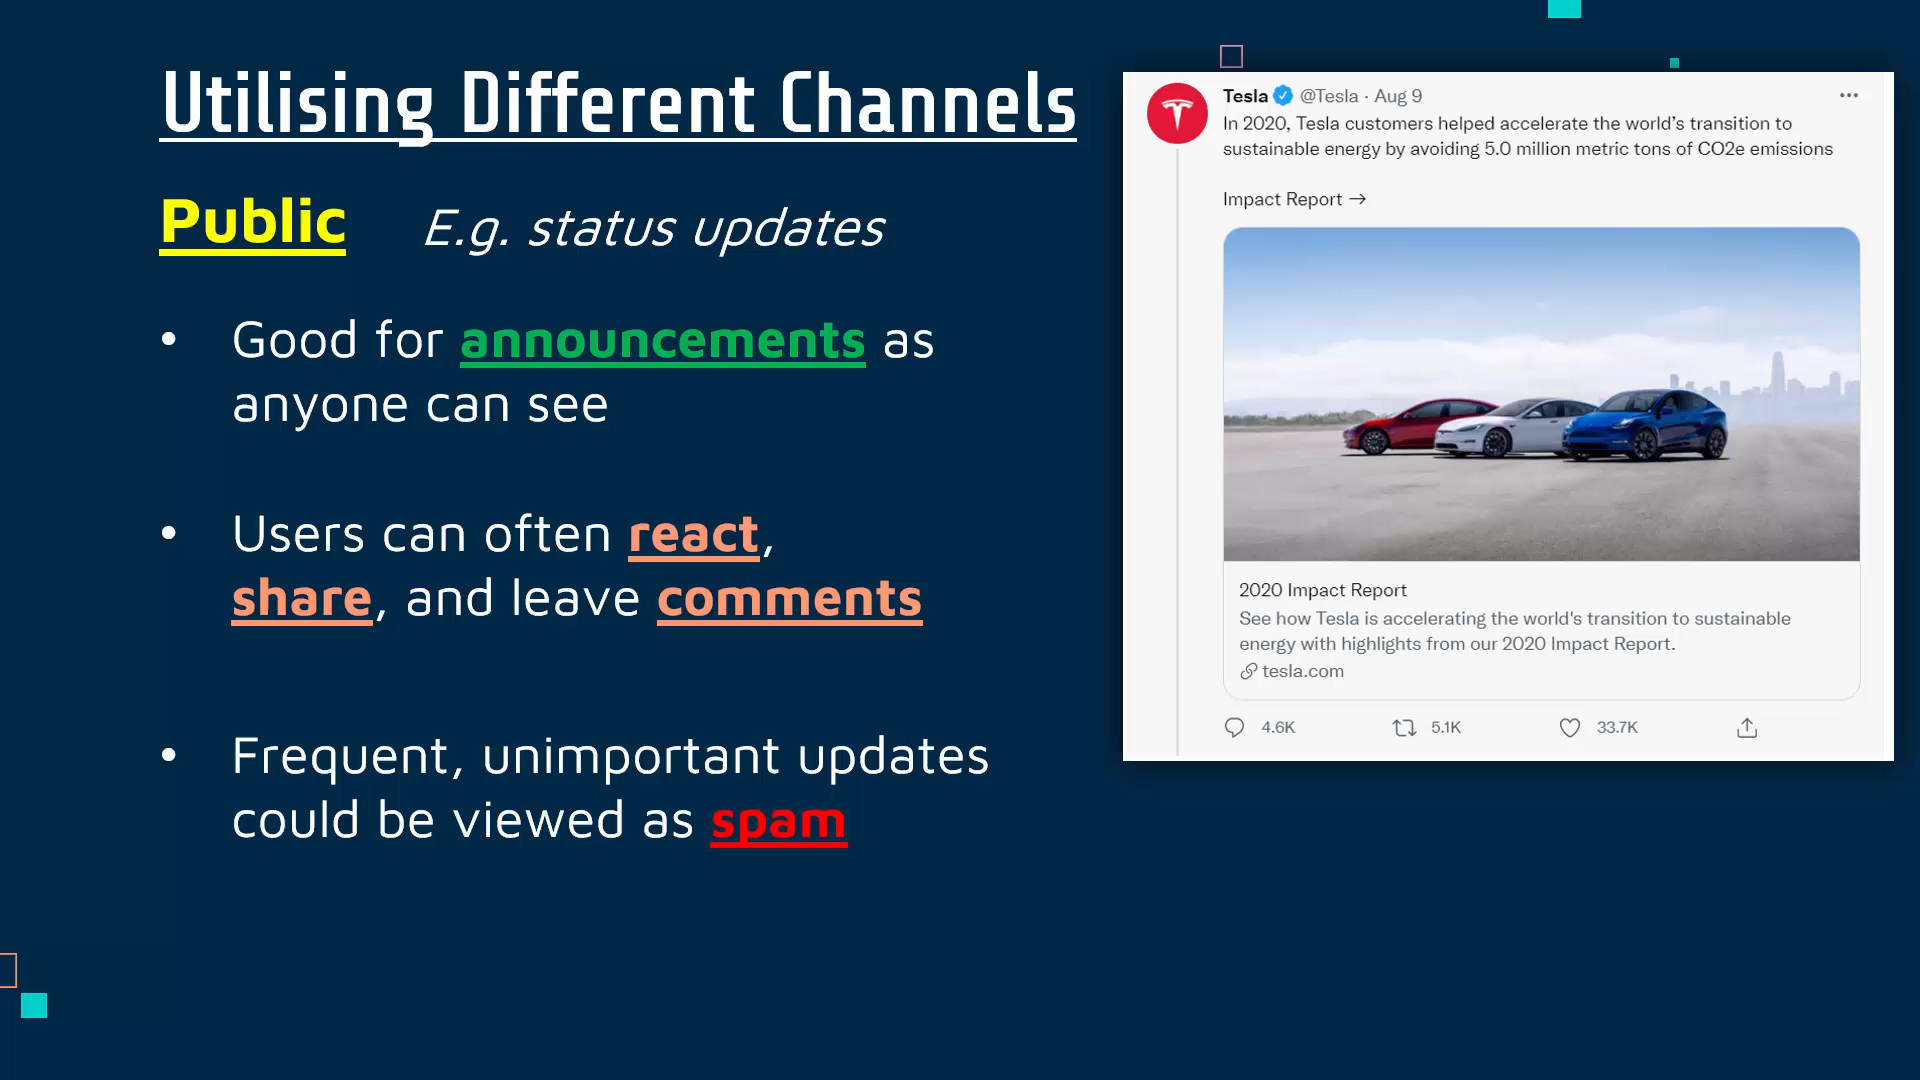 Utilising Different Channels
Public
E.g. status updates
• Good for announcements as
anyone can see
• Users can often react,
share, and leave comments
• Frequent, unimportant updates
could be viewed as spam
Tesla @Tesla · Aug 9
In 2020, Tesla customers helped accelerate the world’s transition to
sustainable energy by avoiding 5.0 million metric tons of CO2e emissions
Impact Report →
2020 Impact Report
See how Tesla is accelerating the world's transition to sustainable
energy with highlights from our 2020 Impact Report.
tesla.com
4.6K 5.1K 33.7K